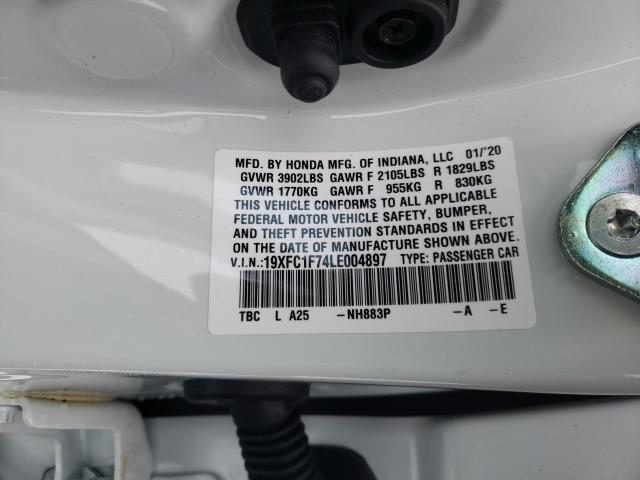 MFD. BY HONDA MFG. OF INDIANA, LLC 01/'20
GVWR 3902LBS GAWR F 2105LBS R 1829LBS
GVWR 1770KG GAWR F 955KG R 830KG
THIS VEHICLE CONFORMS TO ALL APPLICABLE
FEDERAL MOTOR VEHICLE SAFETY, BUMPER,
AND THEFT PREVENTION STANDARDS IN EFFECT
ON THE DATE OF MANUFACTURE SHOWN ABOVE.
V.I.N.:19XFC1F74LE004897 TYPE: PASSENGER CAR
TBC L A25 -NH883P -A -E